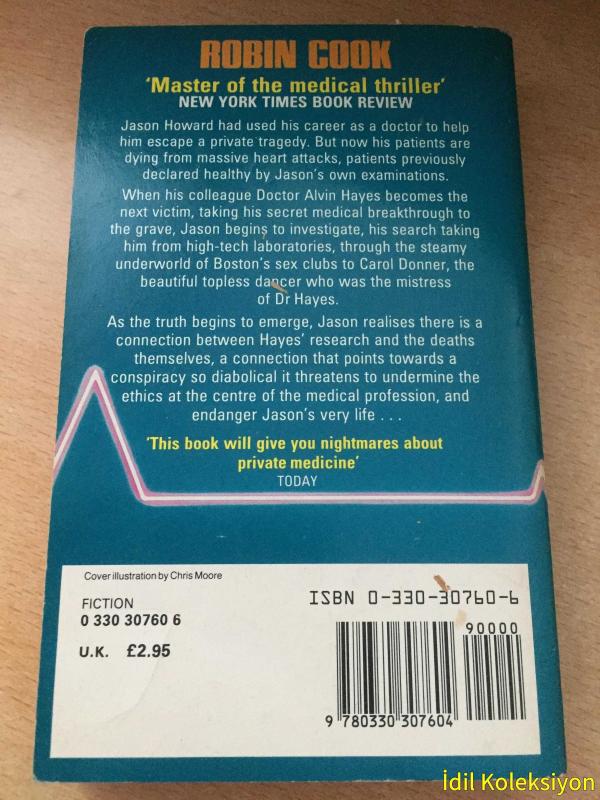 ROBIN COOK
'Master of the medical thriller'
NEW YORK TIMES BOOK REVIEW
Jason Howard had used his career as a doctor to help
him escape a private tragedy. But now his patients are
dying from massive heart attacks, patients previously
declared healthy by Jason's own examinations.
When his colleague Doctor Alvin Hayes becomes the
next victim, taking his secret medical breakthrough to
the grave, Jason begins to investigate, his search taking
him from high-tech laboratories, through the steamy
underworld of Boston's sex clubs to Carol Donner, the
beautiful topless dancer who was the mistress
of Dr Hayes.
As the truth begins to emerge, Jason realises there is a
connection between Hayes' research and the deaths
themselves, a connection that points towards a
conspiracy so diabolical it threatens to undermine the
ethics at the centre of the medical profession, and
endanger Jason's very life . . .
'This book will give you nightmares about
private medicine'
TODAY
Cover illustration by Chris Moore
FICTION
0 330 30760 6
U.K. £2.95
ISBN 0-330-30760-6
90000
9 780330 307604
İdil Koleksiyon